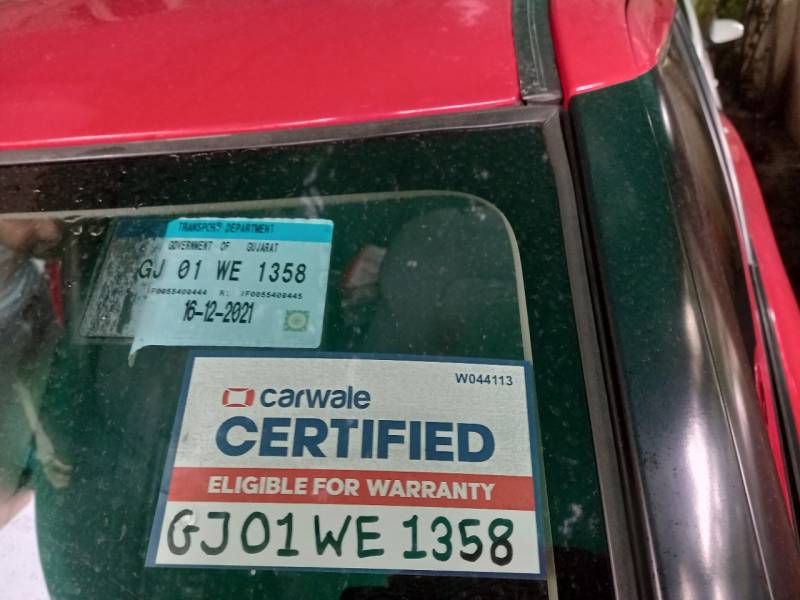 TRANSPORT DEPARTMENT
GOVERNMENT OF GUJARAT
GJ 01 WE 1358
16-12-2021
W044113
carwale
CERTIFIED
ELIGIBLE FOR WARRANTY
GJ01WE 1358